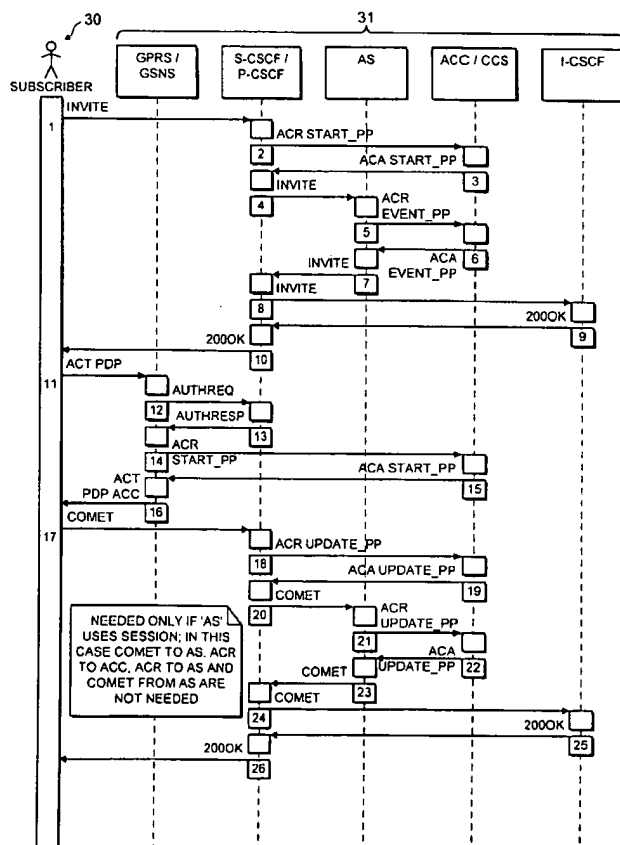 30
31
SUBSCRIBER
GPRS /
GSNS
S-CSCF /
P-CSCF
AS
ACC / CCS
I-CSCF
INVITE
1
ACR START_PP
2
ACA START_PP
3
INVITE
4
ACR
EVENT_PP
5
ACA
EVENT_PP
6
INVITE
7
INVITE
8
200OK
9
200OK
10
ACT PDP
11
AUTHREQ
12
AUTHRESP
13
ACR
START_PP
14
ACA START_PP
15
ACT
PDP ACC
16
COMET
17
ACR UPDATE_PP
18
ACA UPDATE_PP
19
COMET
20
ACR
UPDATE_PP
21
ACA
UPDATE_PP
22
COMET
23
COMET
24
200OK
25
200OK
26
NEEDED ONLY IF 'AS'
USES SESSION; IN THIS
CASE COMET TO AS. ACR
TO ACC, ACR TO AS AND
COMET FROM AS ARE
NOT NEEDED